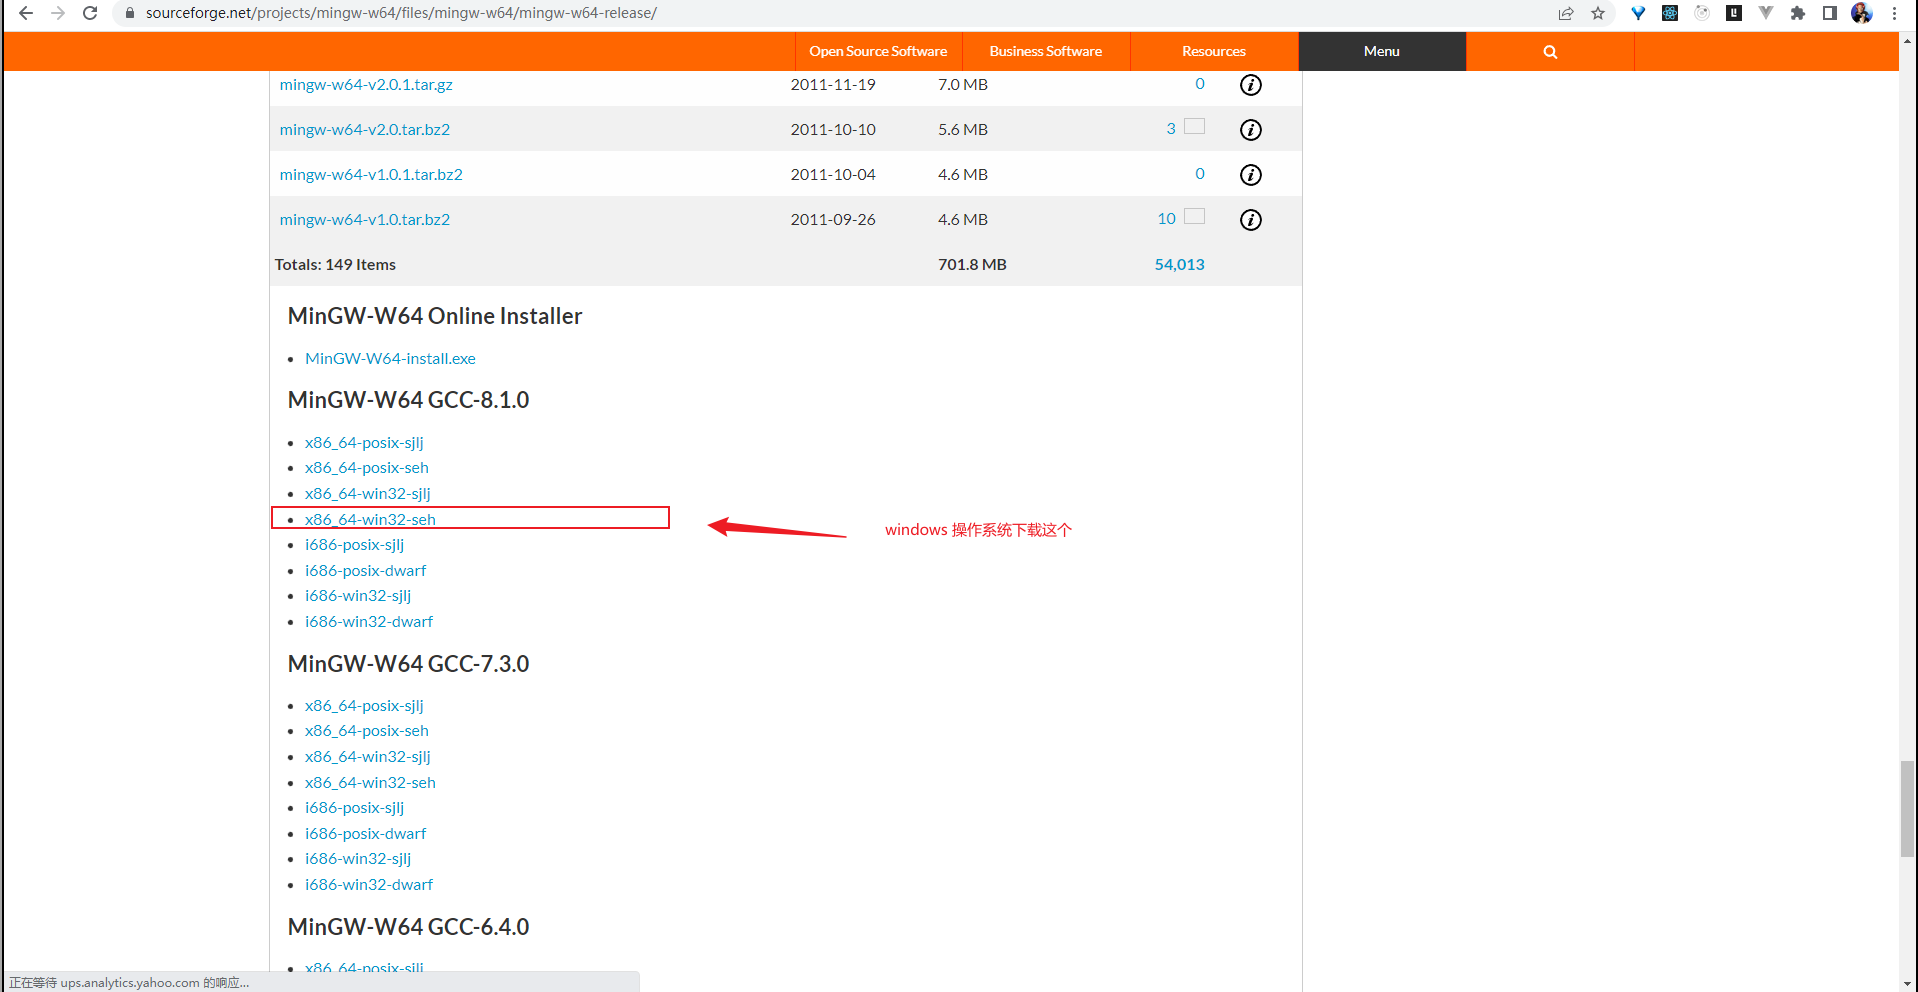 sourceforge.net/projects/mingw-w64/files/mingw-w64/mingw-w64-release/
Open Source Software Business Software Resources Menu
mingw-w64-v2.0.1.tar.gz 2011-11-19 7.0 MB 0
mingw-w64-v2.0.tar.bz2 2011-10-10 5.6 MB 3
mingw-w64-v1.0.1.tar.bz2 2011-10-04 4.6 MB 0
mingw-w64-v1.0.tar.bz2 2011-09-26 4.6 MB 10
Totals: 149 Items 701.8 MB 54,013
MinGW-W64 Online Installer
MinGW-W64-install.exe
MinGW-W64 GCC-8.1.0
x86_64-posix-sjlj
x86_64-posix-seh
x86_64-win32-sjlj
x86_64-win32-seh
windows 操作系统下载这个
i686-posix-sjlj
i686-posix-dwarf
i686-win32-sjlj
i686-win32-dwarf
MinGW-W64 GCC-7.3.0
x86_64-posix-sjlj
x86_64-posix-seh
x86_64-win32-sjlj
x86_64-win32-seh
i686-posix-sjlj
i686-posix-dwarf
i686-win32-sjlj
i686-win32-dwarf
MinGW-W64 GCC-6.4.0
x86_64-posix-sjlj
正在等待 ups.analytics.yahoo.com 的响应...